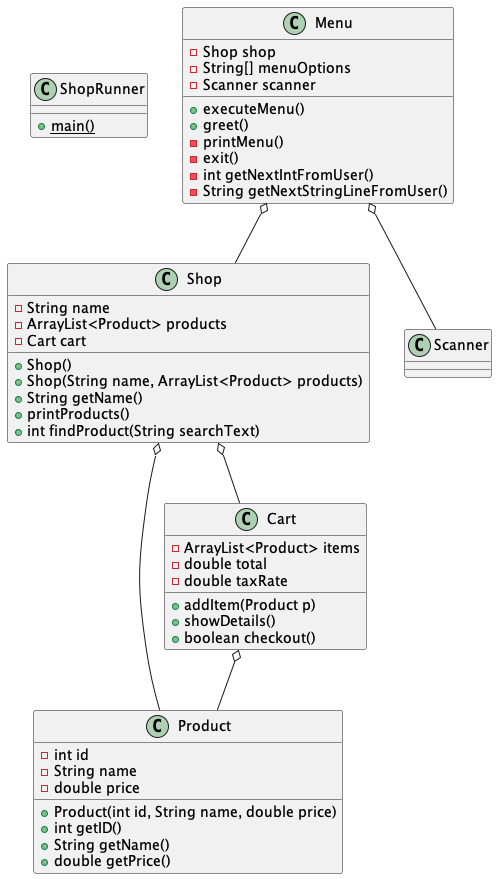 C Menu
Shop shop
String[] menuOptions
Scanner scanner
executeMenu()
greet()
printMenu()
exit()
int getNextIntFromUser()
String getNextStringLineFromUser()
C ShopRunner
main()
C Shop
String name
ArrayList<Product> products
Cart cart
Shop()
Shop(String name, ArrayList<Product> products)
String getName()
printProducts()
int findProduct(String searchText)
C Scanner
C Cart
ArrayList<Product> items
double total
double taxRate
addItem(Product p)
showDetails()
boolean checkout()
C Product
int id
String name
double price
Product(int id, String name, double price)
int getID()
String getName()
double getPrice()